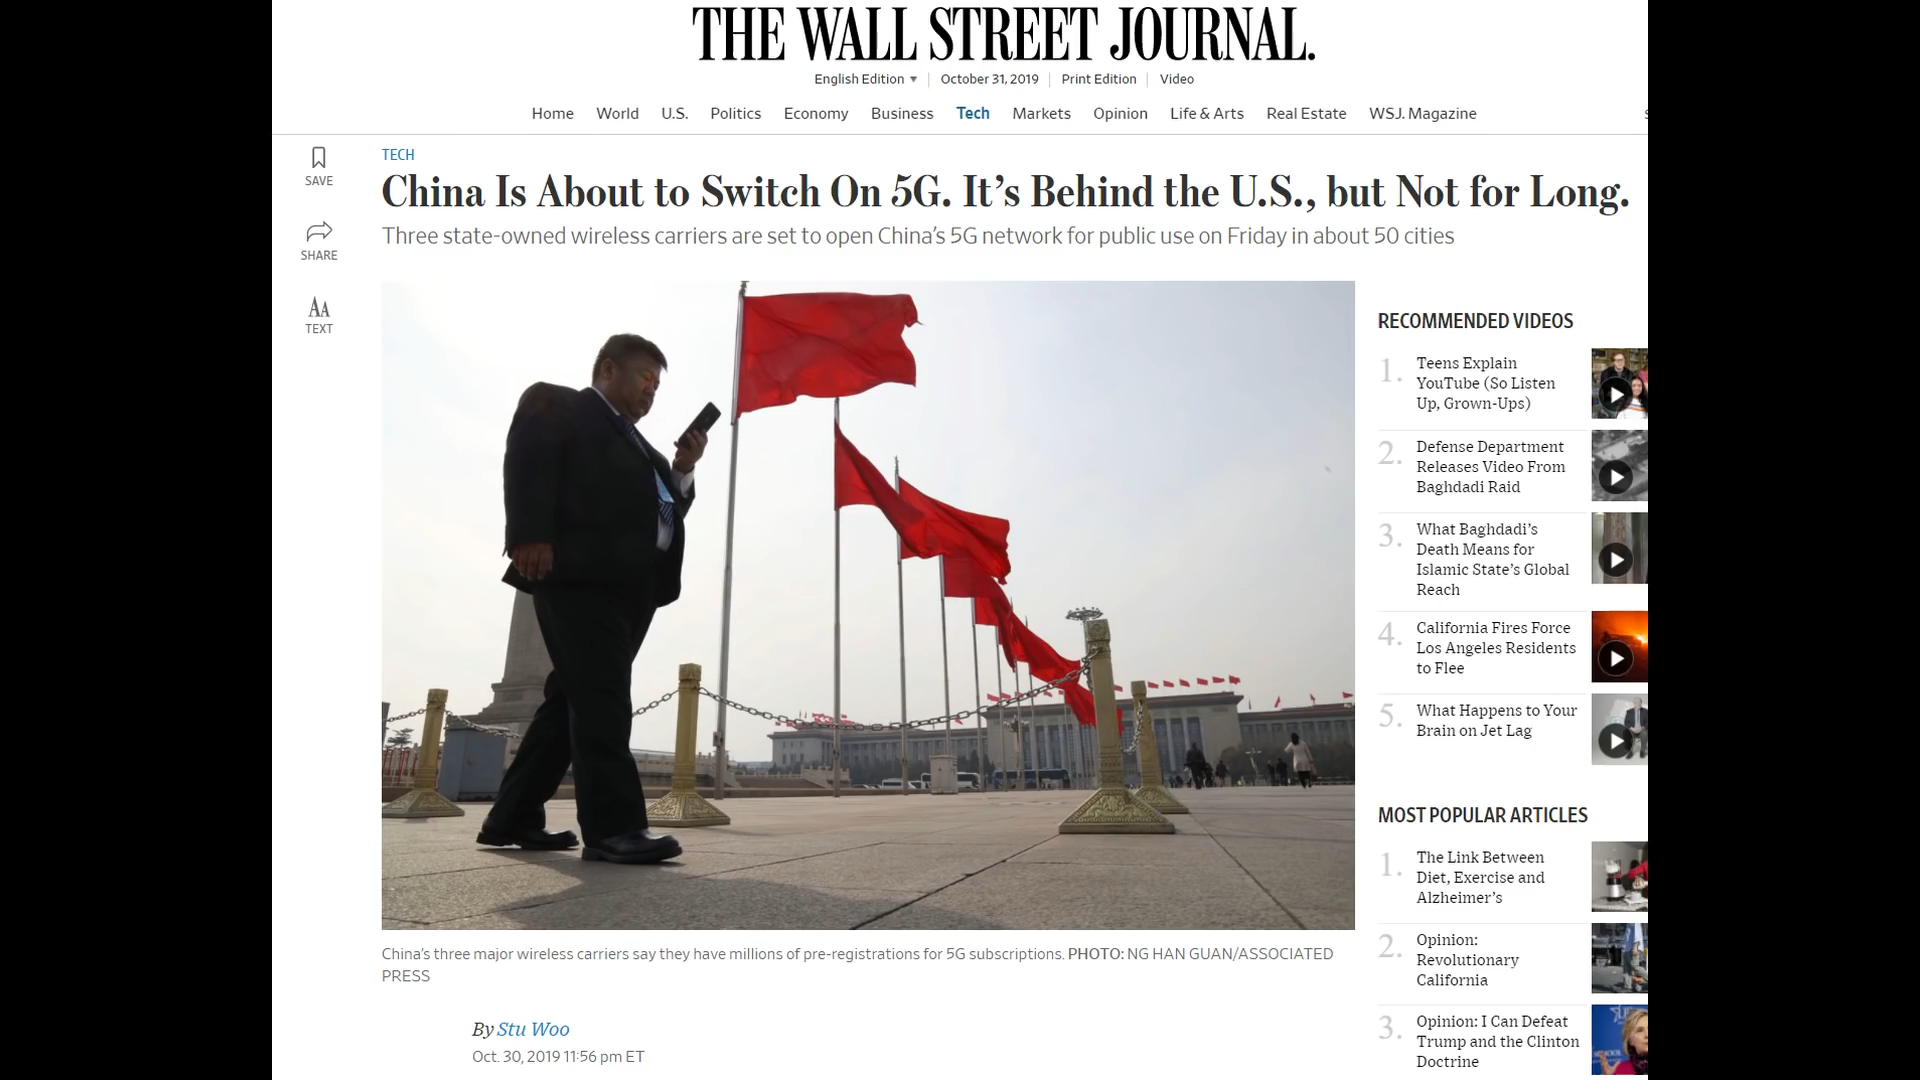 THE WALL STREET JOURNAL.
English Edition
October 31, 2019
Print Edition
Video
Home
World
U.S.
Politics
Economy
Business
Tech
Markets
Opinion
Life & Arts
Real Estate
WSJ. Magazine
SAVE
SHARE
AA
TEXT
TECH
China Is About to Switch On 5G. It's Behind the U.S., but Not for Long.
Three state-owned wireless carriers are set to open China's 5G network for public use on Friday in about 50 cities
China's three major wireless carriers say they have millions of pre-registrations for 5G subscriptions. PHOTO: NG HAN GUAN/ASSOCIATED
PRESS
By Stu Woo
Oct. 30, 2019 11:56 pm ET
RECOMMENDED VIDEOS
1. Teens Explain
YouTube (So Listen
Up, Grown-Ups)
2. Defense Department
Releases Video From
Baghdadi Raid
3. What Baghdadi's
Death Means for
Islamic State's Global
Reach
4. California Fires Force
Los Angeles Residents
to Flee
5. What Happens to Your
Brain on Jet Lag
MOST POPULAR ARTICLES
1. The Link Between
Diet, Exercise and
Alzheimer's
2. Opinion:
Revolutionary
California
3. Opinion: I Can Defeat
Trump and the Clinton
Doctrine